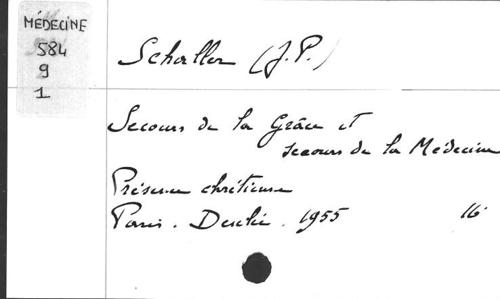 MÉDECINE
584
9
1
Schaller (J.P.)
Secours de la Grâce et
secours de la Médecine
Présence chrétienne
Paris. Desclée. 1955 16°